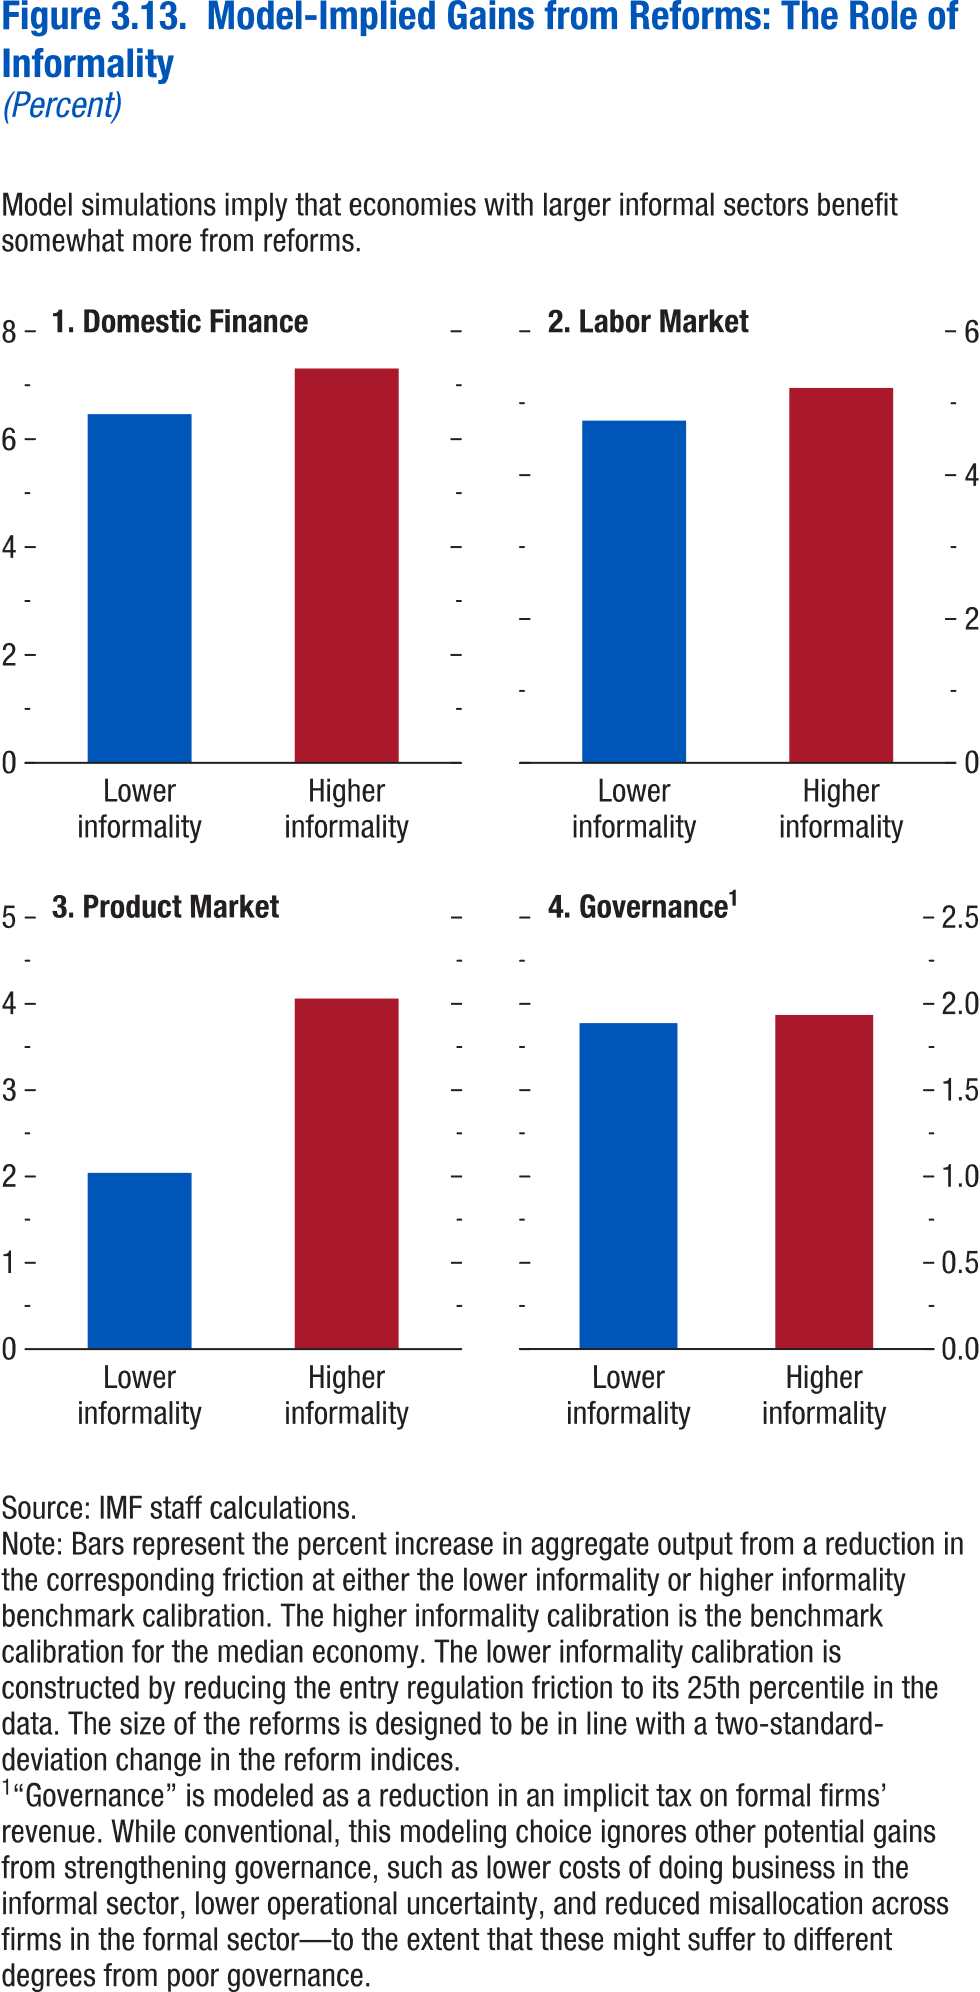 Figure 3.13.  Model-Implied Gains from Reforms: The Role of
Informality
(Percent)
Model simulations imply that economies with larger informal sectors benefit
somewhat more from reforms.
1. Domestic Finance
8
6
4
2
0
Lower
informality
Higher
informality
2. Labor Market
6
4
2
0
Lower
informality
Higher
informality
3. Product Market
5
4
3
2
1
0
Lower
informality
Higher
informality
4. Governance¹
2.5
2.0
1.5
1.0
0.5
0.0
Lower
informality
Higher
informality
Source: IMF staff calculations.
Note: Bars represent the percent increase in aggregate output from a reduction in
the corresponding friction at either the lower informality or higher informality
benchmark calibration. The higher informality calibration is the benchmark
calibration for the median economy. The lower informality calibration is
constructed by reducing the entry regulation friction to its 25th percentile in the
data. The size of the reforms is designed to be in line with a two-standard-
deviation change in the reform indices.
¹“Governance” is modeled as a reduction in an implicit tax on formal firms’
revenue. While conventional, this modeling choice ignores other potential gains
from strengthening governance, such as lower costs of doing business in the
informal sector, lower operational uncertainty, and reduced misallocation across
firms in the formal sector—to the extent that these might suffer to different
degrees from poor governance.